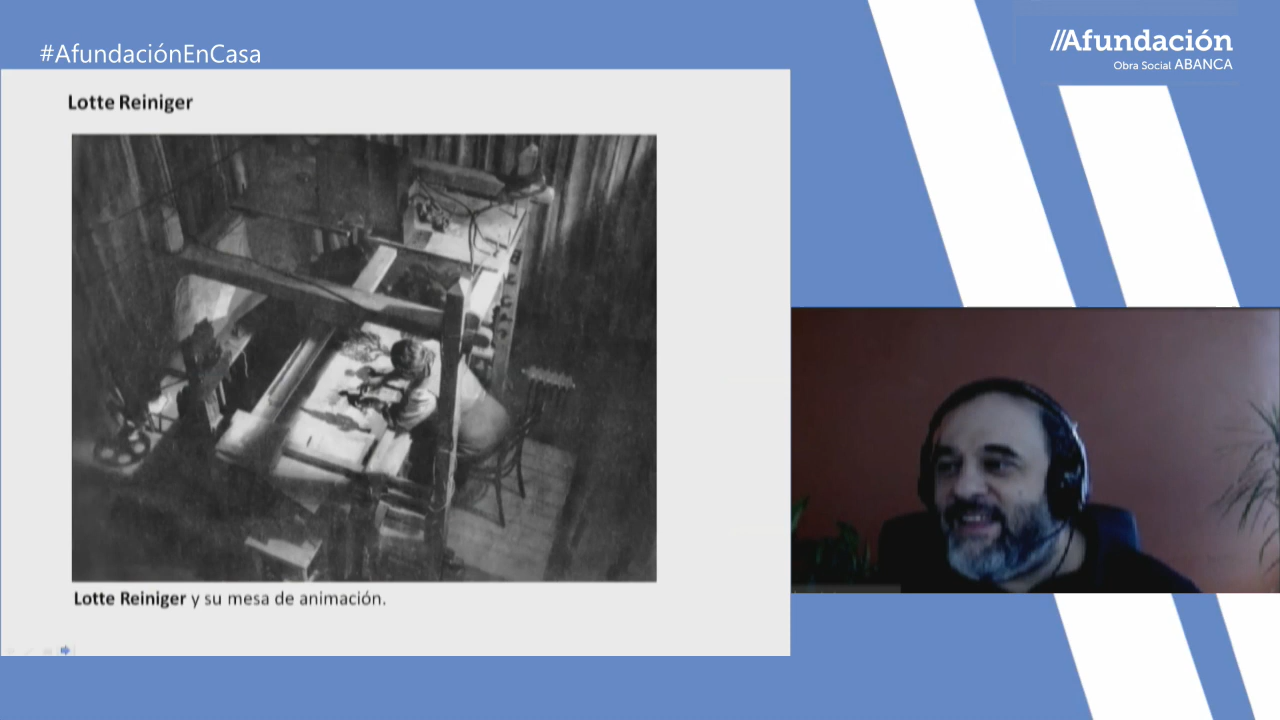 #AfundaciónEnCasa
//Afundación
Obra Social ABANCA
Lotte Reiniger
Lotte Reiniger y su mesa de animación.